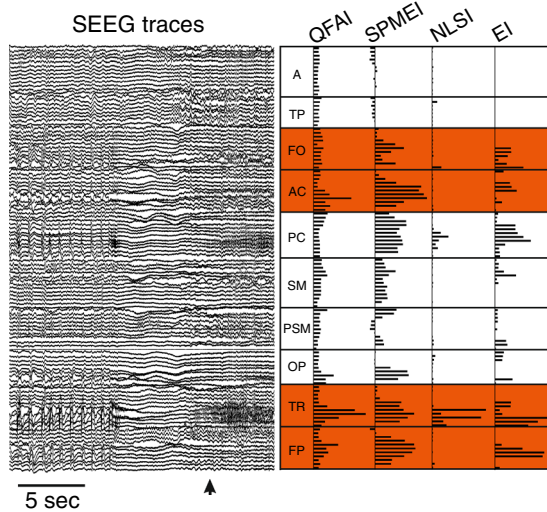 SEEG traces
QFAI SPMEI NLSI EI
A
TP
FO
AC
PC
SM
PSM
OP
TR
FP
5 sec